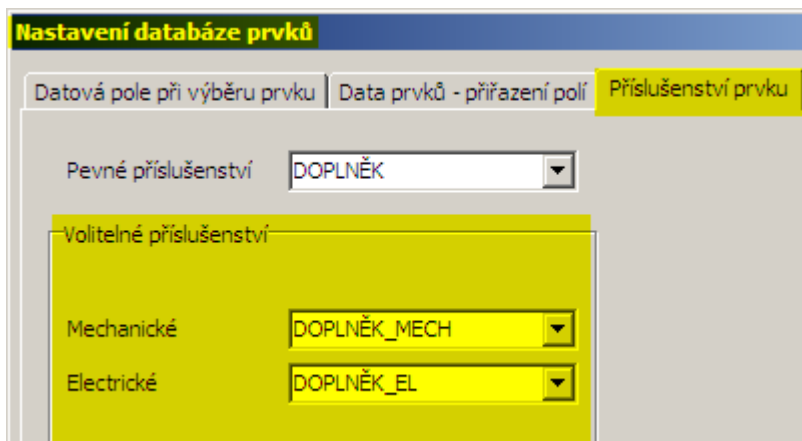 Nastavení databáze prvků
Datová pole při výběru prvku Data prvků - přiřazení polí Příslušenství prvku
Pevné příslušenství DOPLNĚK
Volitelné příslušenství
Mechanické DOPLNĚK_MECH
Electrické DOPLNĚK_EL